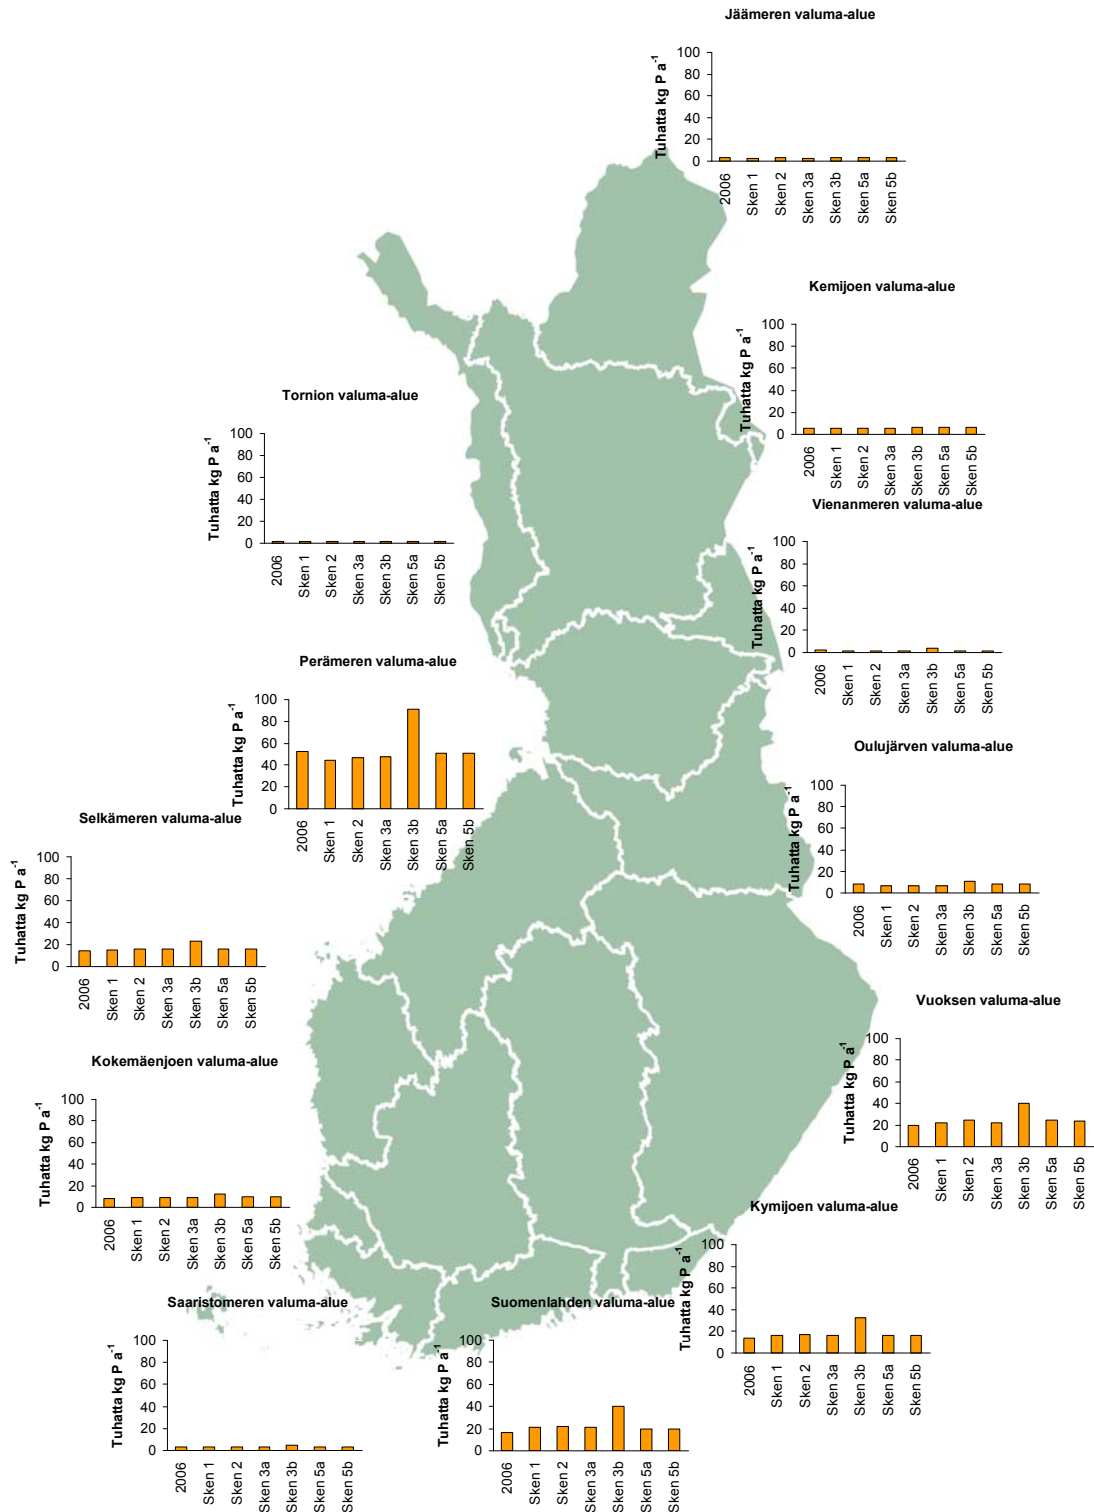 Jäämeren valuma-alue
Tuhatta kg P a-1
100
80
60
40
20
0
2006
Sken 1
Sken 2
Sken 3a
Sken 3b
Sken 5a
Sken 5b
Kemijoen valuma-alue
Tuhatta kg P a-1
100
80
60
40
20
0
2006
Sken 1
Sken 2
Sken 3a
Sken 3b
Sken 5a
Sken 5b
Tornion valuma-alue
Tuhatta kg P a-1
100
80
60
40
20
0
2006
Sken 1
Sken 2
Sken 3a
Sken 3b
Sken 5a
Sken 5b
Vienanmeren valuma-alue
Tuhatta kg P a-1
100
80
60
40
20
0
2006
Sken 1
Sken 2
Sken 3a
Sken 3b
Sken 5a
Sken 5b
Perämeren valuma-alue
Tuhatta kg P a-1
100
80
60
40
20
0
2006
Sken 1
Sken 2
Sken 3a
Sken 3b
Sken 5a
Sken 5b
Oulujärven valuma-alue
Tuhatta kg P a-1
100
80
60
40
20
0
2006
Sken 1
Sken 2
Sken 3a
Sken 3b
Sken 5a
Sken 5b
Selkämeren valuma-alue
Tuhatta kg P a-1
100
80
60
40
20
0
2006
Sken 1
Sken 2
Sken 3a
Sken 3b
Sken 5a
Sken 5b
Vuoksen valuma-alue
Tuhatta kg P a-1
100
80
60
40
20
0
2006
Sken 1
Sken 2
Sken 3a
Sken 3b
Sken 5a
Sken 5b
Kokemäenjoen valuma-alue
Tuhatta kg P a-1
100
80
60
40
20
0
2006
Sken 1
Sken 2
Sken 3a
Sken 3b
Sken 5a
Sken 5b
Kymijoen valuma-alue
Tuhatta kg P a-1
100
80
60
40
20
0
2006
Sken 1
Sken 2
Sken 3a
Sken 3b
Sken 5a
Sken 5b
Saaristomeren valuma-alue
Tuhatta kg P a-1
100
80
60
40
20
0
2006
Sken 1
Sken 2
Sken 3a
Sken 3b
Sken 5a
Sken 5b
Suomenlahden valuma-alue
Tuhatta kg P a-1
100
80
60
40
20
0
2006
Sken 1
Sken 2
Sken 3a
Sken 3b
Sken 5a
Sken 5b